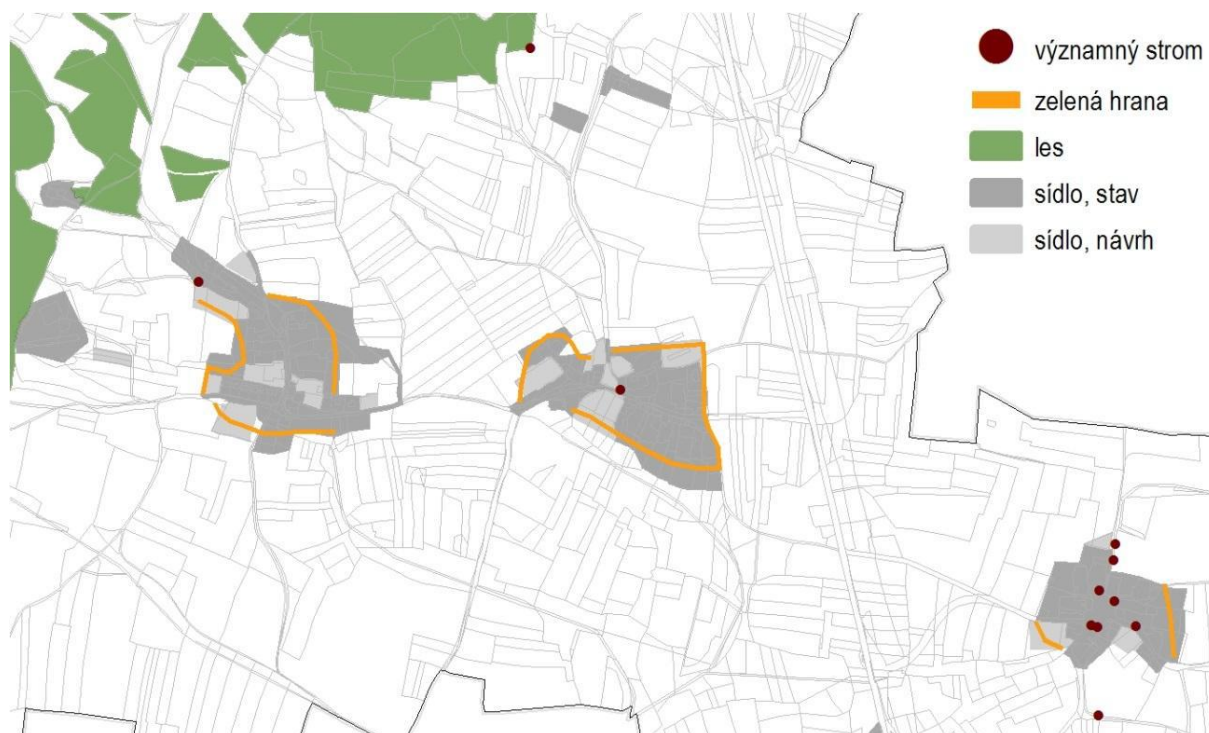 významný strom
zelená hrana
les
sídlo, stav
sídlo, návrh